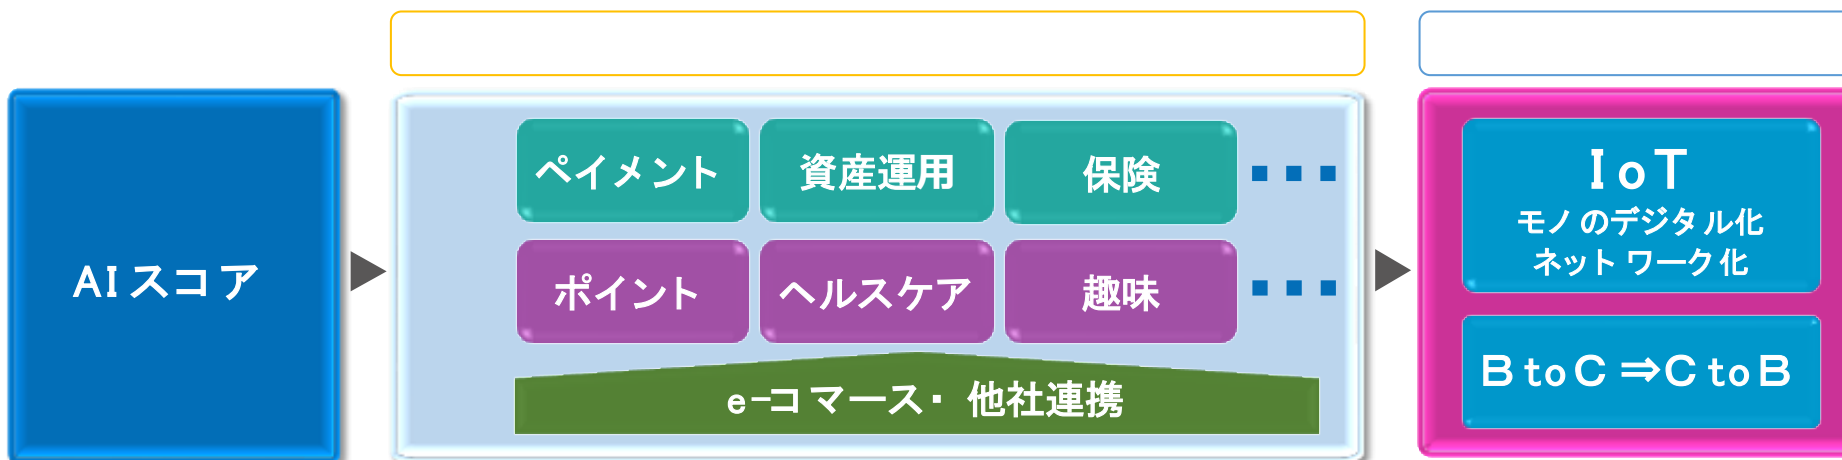 AIスコア
ペイメント
資産運用
保険
ポイント
ヘルスケア
趣味
e-コマース・他社連携
IoT
モノのデジタル化
ネットワーク化
BtoC⇒CtoB